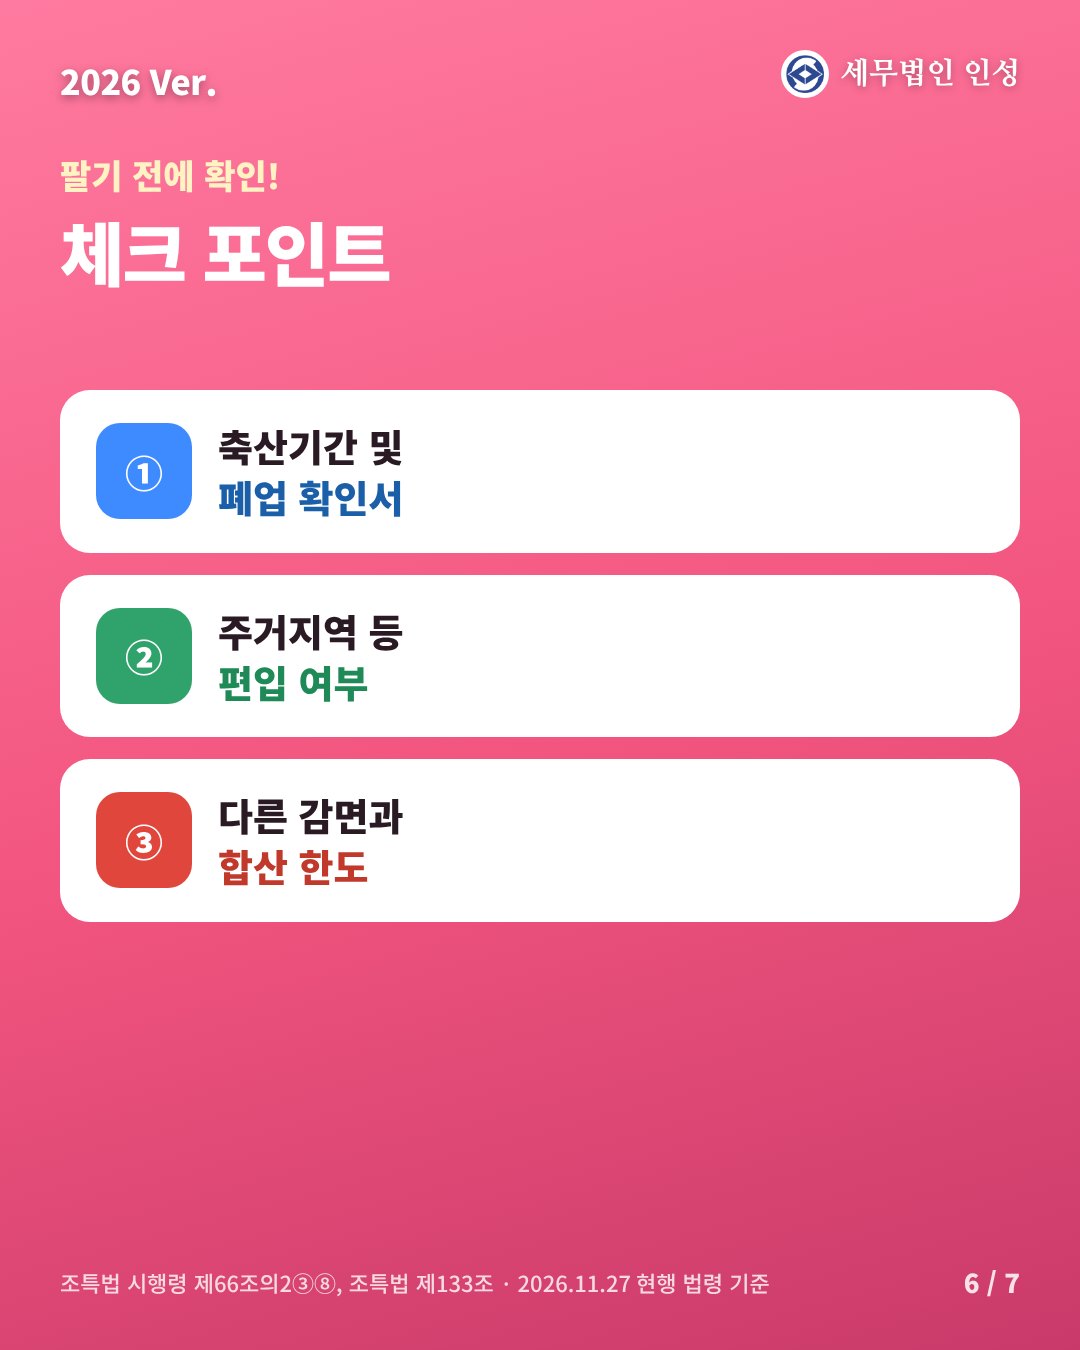 2026 Ver.
세무법인 인성
팔기 전에 확인!
체크 포인트
① 축산기간 및
폐업 확인서
② 주거지역 등
편입 여부
③ 다른 감면과
합산 한도
조특법 시행령 제66조의2③⑧, 조특법 제133조 · 2026.11.27 현행 법령 기준
6 / 7